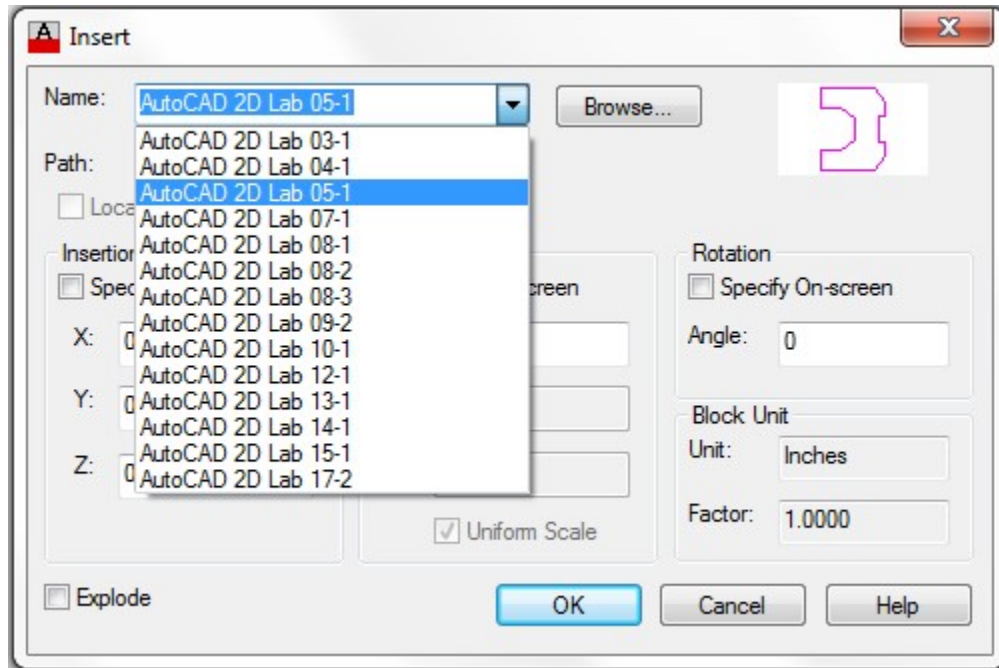 Insert
Name: AutoCAD 2D Lab 05-1 Browse...
AutoCAD 2D Lab 03-1
AutoCAD 2D Lab 04-1
AutoCAD 2D Lab 05-1
AutoCAD 2D Lab 07-1
AutoCAD 2D Lab 08-1
AutoCAD 2D Lab 08-2
AutoCAD 2D Lab 08-3
AutoCAD 2D Lab 09-2
AutoCAD 2D Lab 10-1
AutoCAD 2D Lab 12-1
AutoCAD 2D Lab 13-1
AutoCAD 2D Lab 14-1
AutoCAD 2D Lab 15-1
AutoCAD 2D Lab 17-2
Path:
X:
Y:
Z:
Uniform Scale
Rotation
Specify On-screen
Angle: 0
Block Unit
Unit: Inches
Factor: 1.0000
Explode
OK Cancel Help